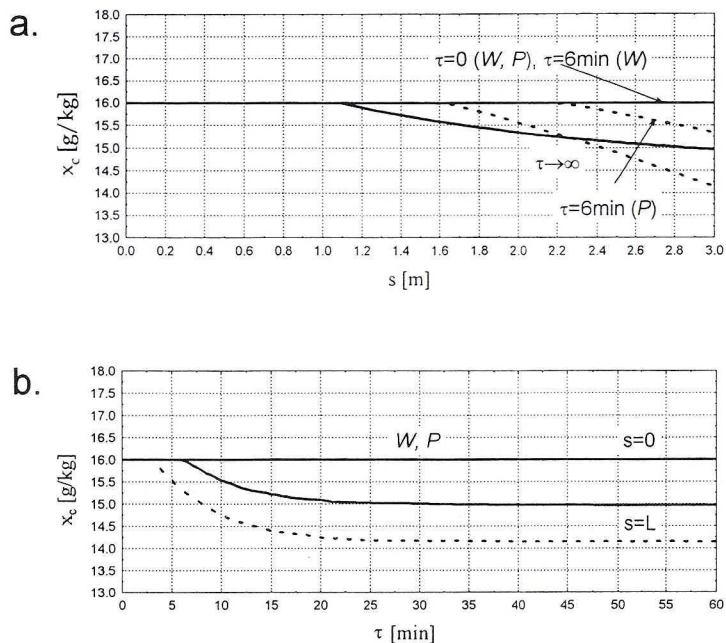 a.
τ=0 (W, P), τ=6min (W)
18.0
17.5
17.0
16.5
16.0
15.5
15.0
14.5
14.0
13.5
13.0
x_c [g/kg]
τ→∞
τ=6min (P)
0.0 0.2 0.4 0.6 0.8 1.0 1.2 1.4 1.6 1.8 2.0 2.2 2.4 2.6 2.8 3.0
s [m]
b.
18.0
17.5
17.0
16.5
16.0
15.5
15.0
14.5
14.0
13.5
13.0
x_c [g/kg]
W, P s=0
s=L
0 5 10 15 20 25 30 35 40 45 50 55 60
τ [min]